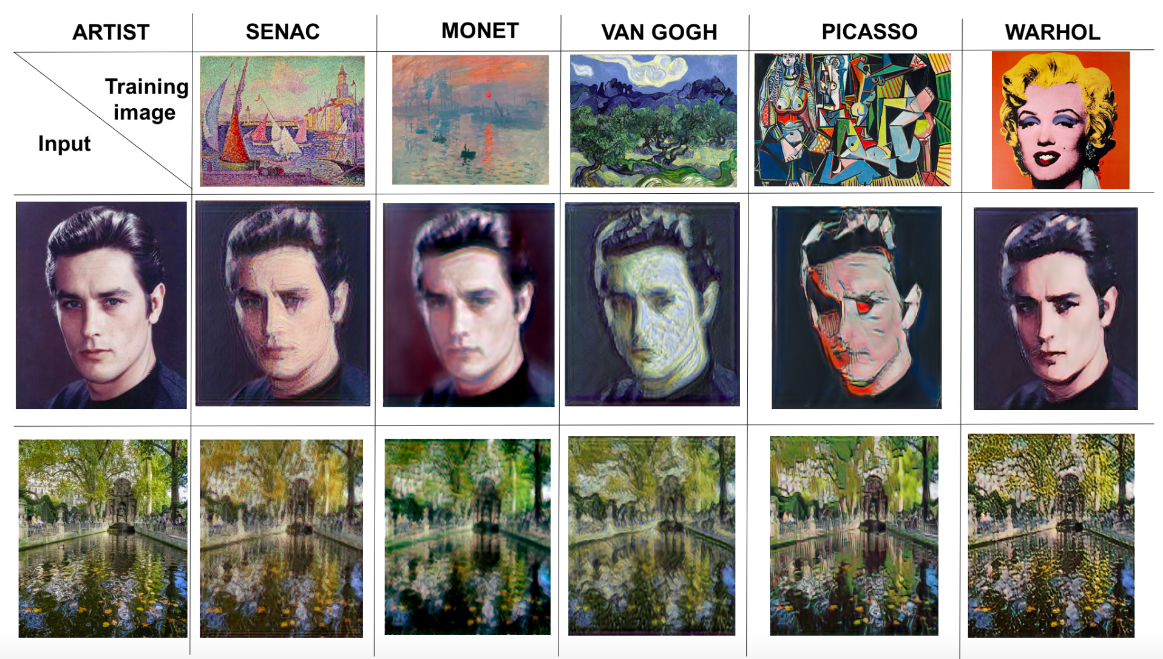 ARTIST SENAC MONET VAN GOGH PICASSO WARHOL
Training
image
Input